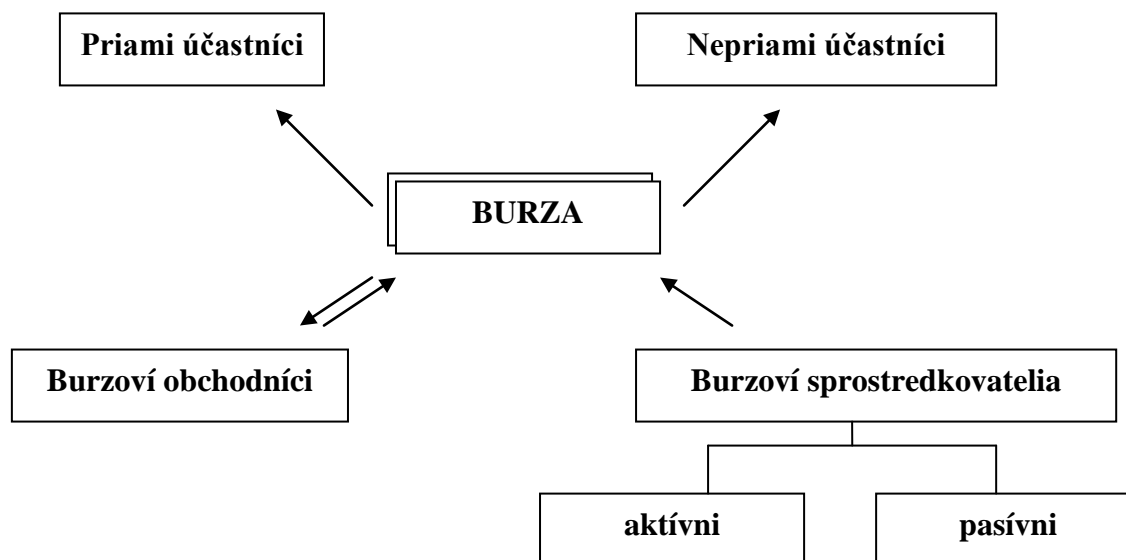 Priami účastníci
Nepriami účastníci
BURZA
Burzoví obchodníci
Burzoví sprostredkovatelia
aktívni
pasívni